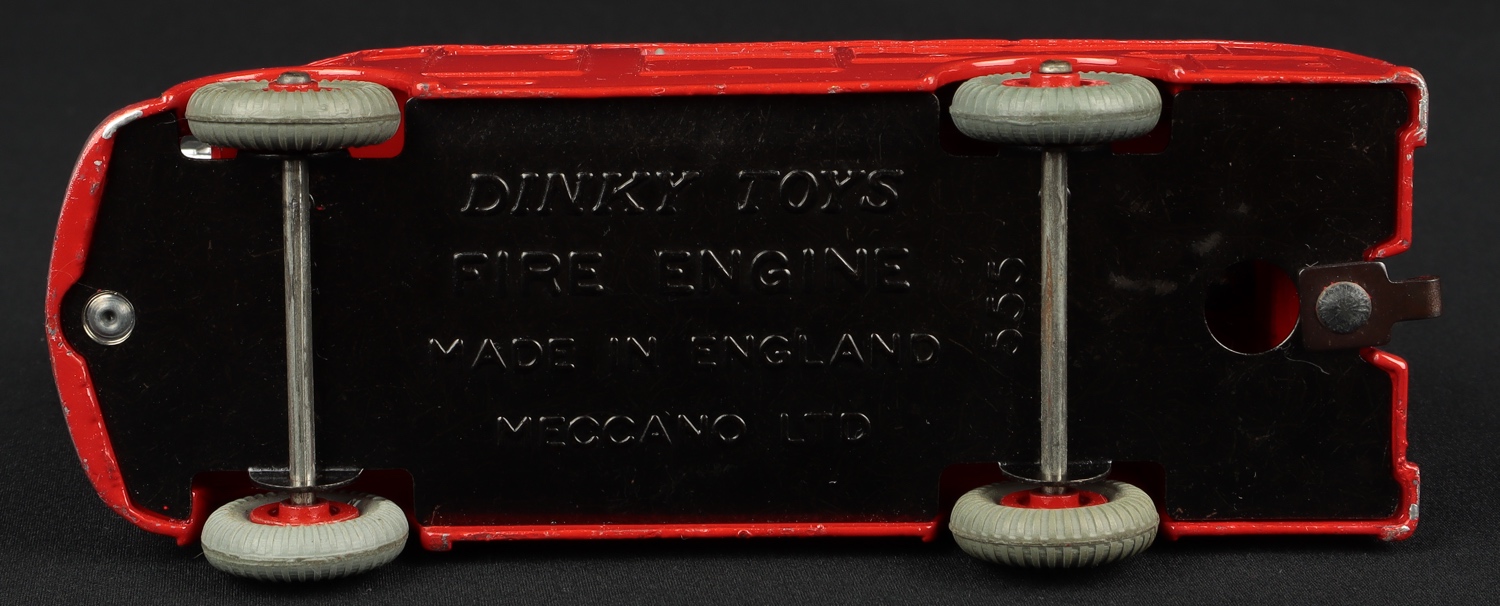 DINKY TOYS
FIRE ENGINE
MADE IN ENGLAND
MECCANO LTD
555